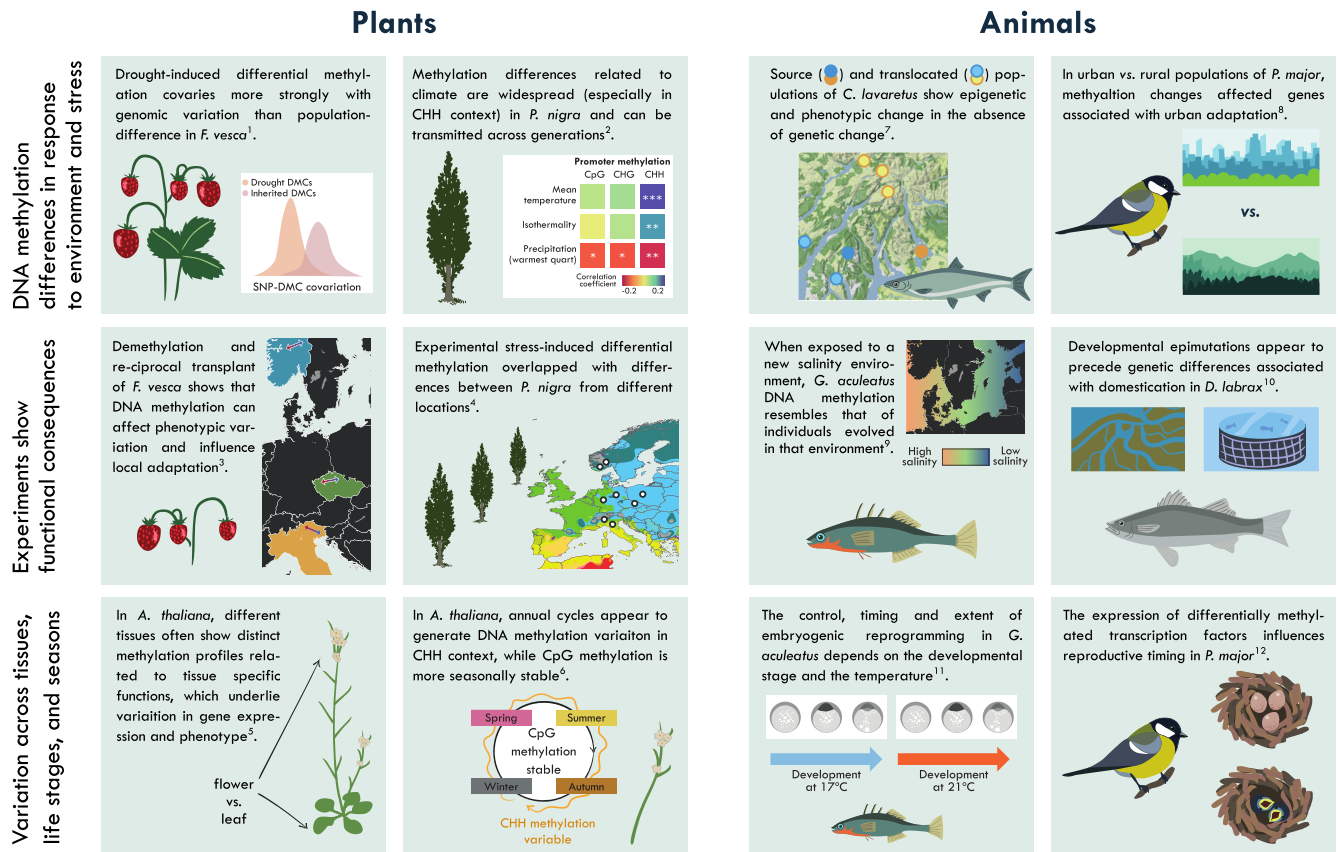 Plants
Animals
DNA methylation
differences in response
to environment and stress
Drought-induced differential methyl-
ation covaries more strongly with
genomic variation than population-
difference in F. vesca1.
Drought DMCs
Inherited DMCs
SNP-DMC covariation
Methylation differences related to
climate are widespread (especially in
CHH context) in P. nigra and can be
transmitted across generations2.
Promoter methylation
CpG CHG CHH
Mean
temperature
***
Isothermality
**
Precipitation
(warmest quart)
* * **
Correlation
coefficient
-0.2 0.2
Source ( ) and translocated ( ) pop-
ulations of C. lavaretus show epigenetic
and phenotypic change in the absence
of genetic change7.
In urban vs. rural populations of P. major,
methyaltion changes affected genes
associated with urban adaptation8.
vs.
Experiments show
functional consequences
Demethylation and
re-ciprocal transplant
of F. vesca shows that
DNA methylation can
affect phenotypic var-
iation and influence
local adaptation3.
Experimental stress-induced differential
methylation overlapped with differ-
ences between P. nigra from different
locations4.
When exposed to a
new salinity enviro-
nment, G. aculeatus
DNA methylation
resembles that of
individuals evolved
in that environment9.
High
salinity
Low
salinity
Developmental epimutations appear to
precede genetic differences associated
with domestication in D. labrax10.
Variation across tissues,
life stages, and seasons
In A. thaliana, different
tissues often show distinct
methylation profiles rela-
ted to tissue specific
functions, which underlie
variaition in gene expre-
ssion and phenotype5.
flower
vs.
leaf
In A. thaliana, annual cycles appear to
generate DNA methylation variaiton in
CHH context, while CpG methylation is
more seasonally stable6.
Spring
Summer
CpG
methylation
stable
Winter
Autumn
CHH methylation
variable
The control, timing and extent of
embryogenic reprogramming in G.
aculeatus depends on the developmental
stage and the temperature11.
Development
at 17ºC
Development
at 21ºC
The expression of differentially methyl-
ated transcription factors influences
reproductive timing in P. major12.